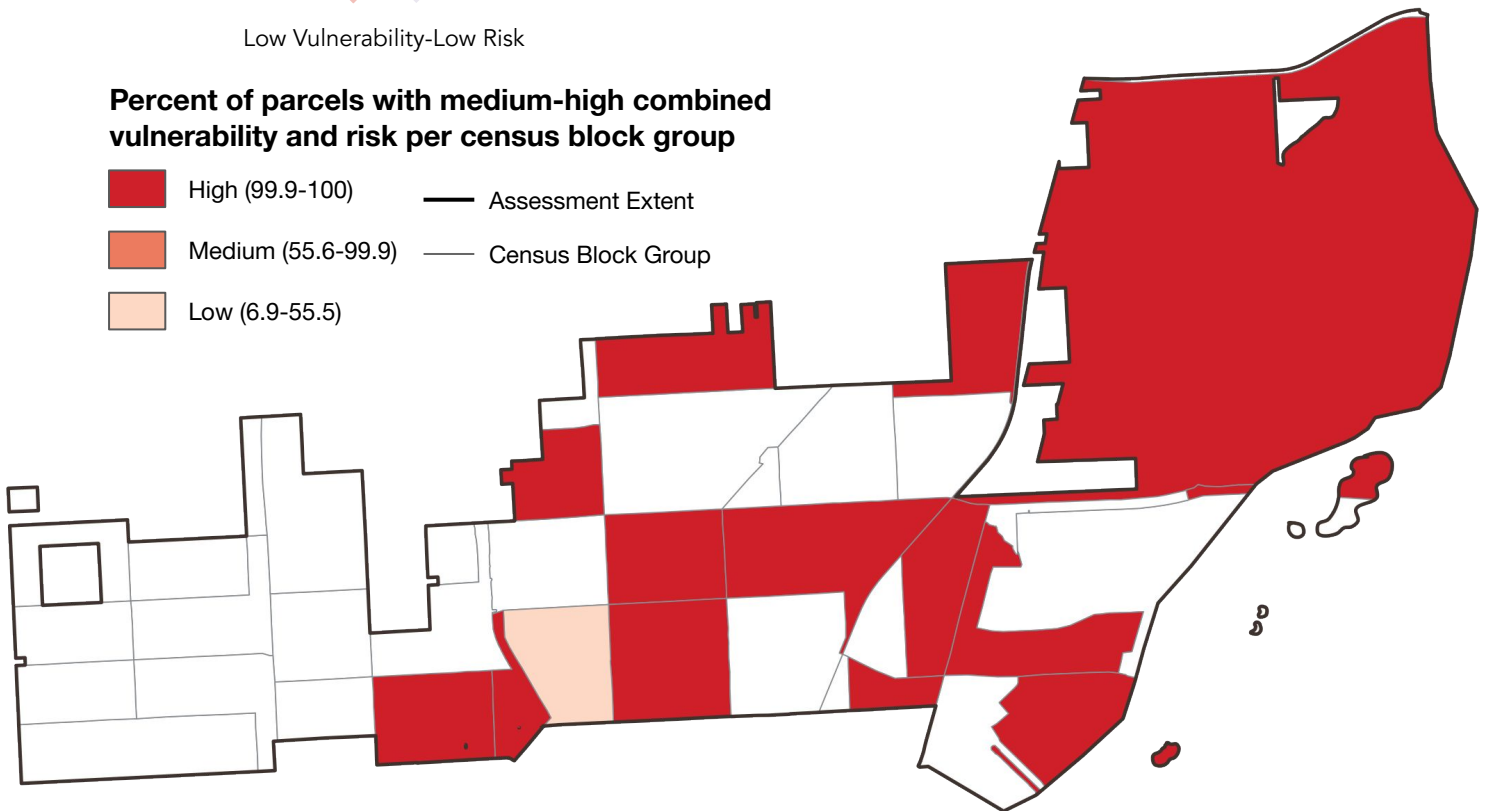 Low Vulnerability-Low Risk
Percent of parcels with medium-high combined
vulnerability and risk per census block group
High (99.9-100)
Assessment Extent
Medium (55.6-99.9)
Census Block Group
Low (6.9-55.5)